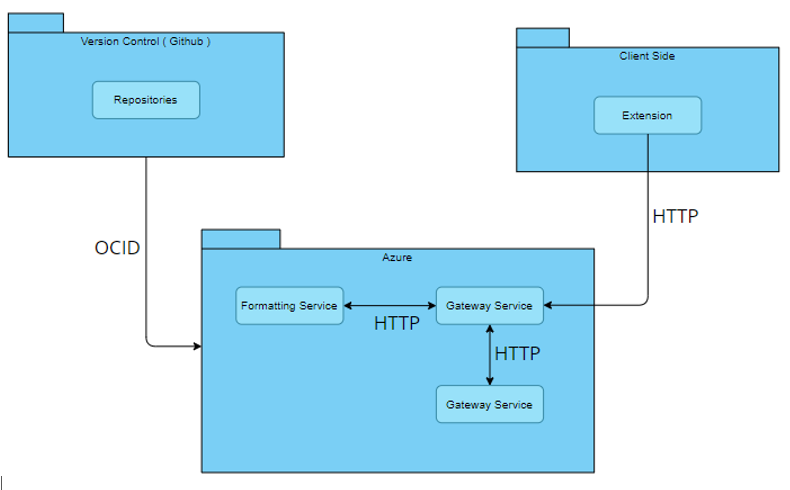 Version Control ( Github )
Repositories
Client Side
Extension
HTTP
OCID
Azure
Formatting Service
HTTP
Gateway Service
HTTP
Gateway Service